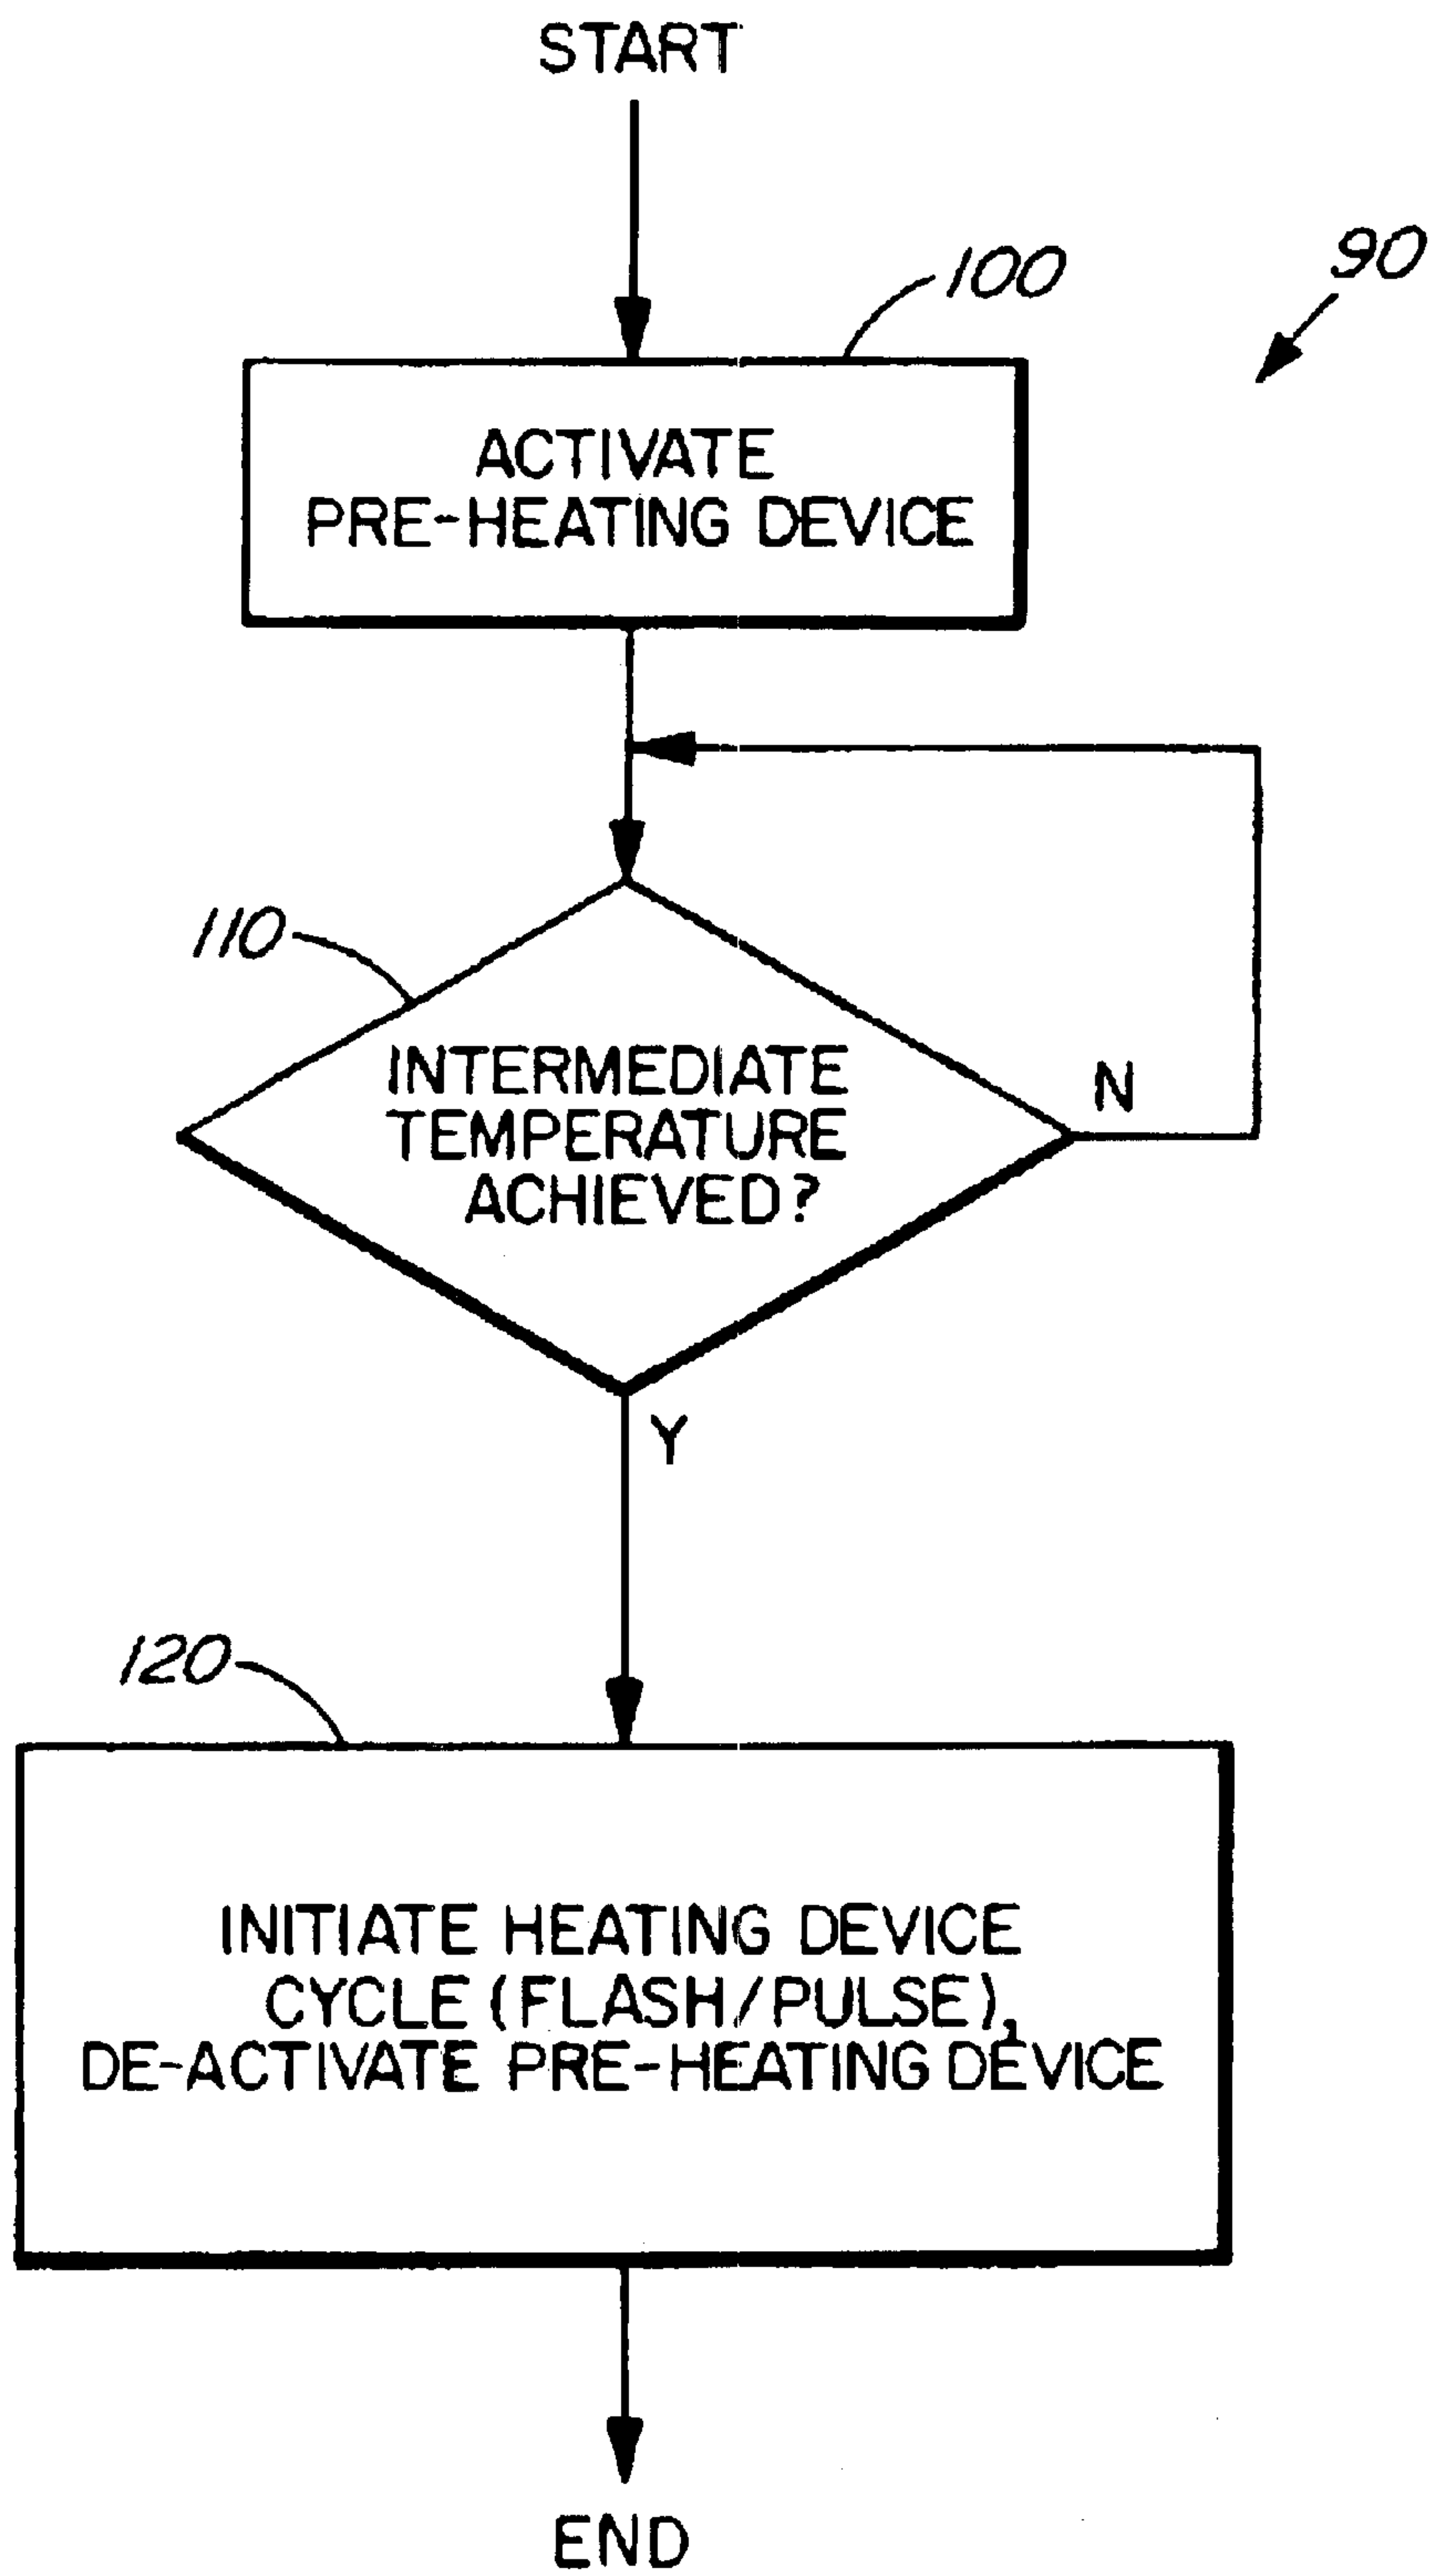 START
100
90
ACTIVATE
PRE-HEATING DEVICE
110
INTERMEDIATE
TEMPERATURE
ACHIEVED?
N
Y
120
INITIATE HEATING DEVICE
CYCLE (FLASH/PULSE),
DE-ACTIVATE PRE-HEATING DEVICE
END